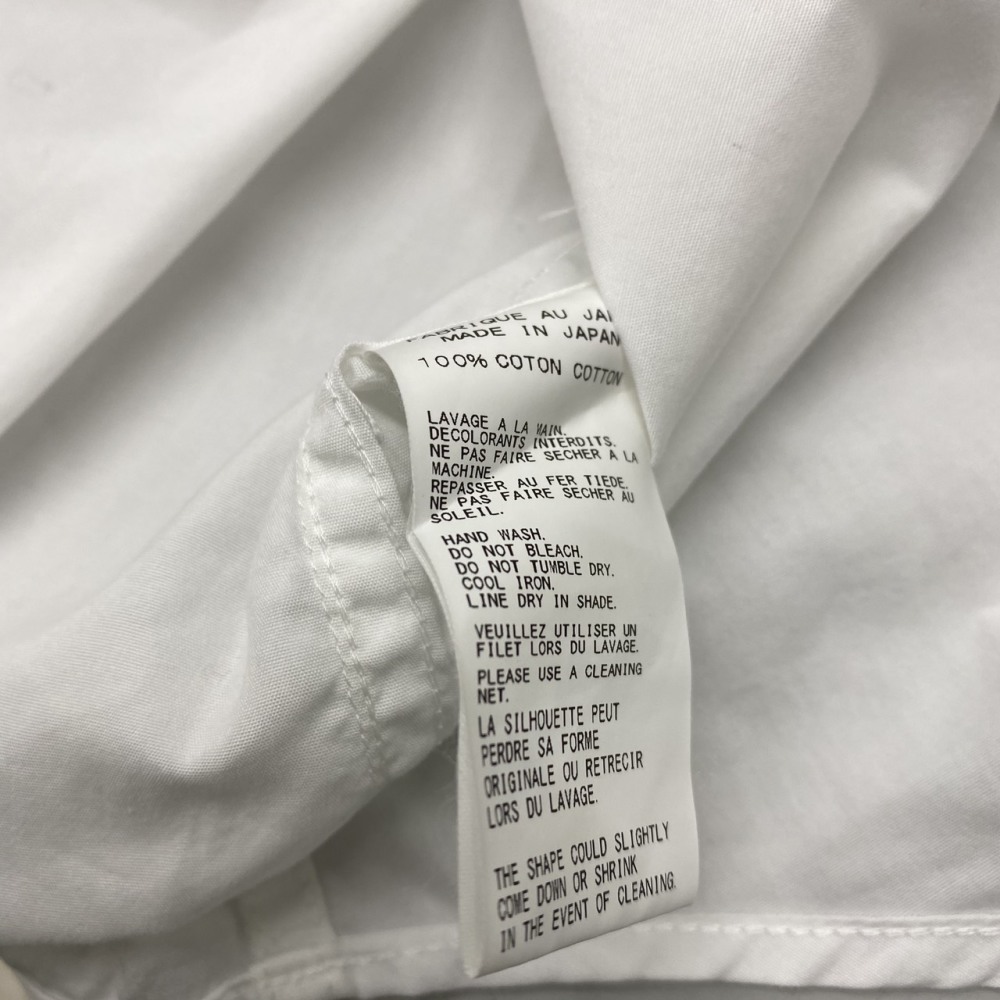 FABRIQUE AU JA
MADE IN JAPAN
100% COTON COTTON
LAVAGE A LA MAIN.
DECOLORANTS INTERDITS.
NE PAS FAIRE SECHER A LA
MACHINE.
REPASSER AU FER TIEDE.
NE PAS FAIRE SECHER AU
SOLEIL.
HAND WASH.
DO NOT BLEACH.
DO NOT TUMBLE DRY.
COOL IRON.
LINE DRY IN SHADE.
VEUILLEZ UTILISER UN
FILET LORS DU LAVAGE.
PLEASE USE A CLEANING
NET.
LA SILHOUETTE PEUT
PERDRE SA FORME
ORIGINALE OU RETRECIR
LORS DU LAVAGE.
THE SHAPE COULD SLIGHTLY
COME DOWN OR SHRINK
IN THE EVENT OF CLEANING.